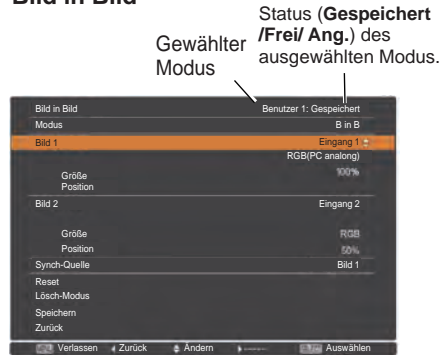 Bild in Bild
Status (Gespeichert
/Frei/ Ang.) des
ausgewählten Modus.
Gewählter
Modus
Bild in Bild Benutzer 1: Gespeichert
Modus B in B
Bild 1 Eingang 1
RGB(PC analong)
Größe 100%
Position
Bild 2 Eingang 2
Größe RGB
Position 50%
Synch-Quelle Bild 1
Reset
Lösch-Modus
Speichern
Zurück
Verlassen Zurück Ändern Auswählen